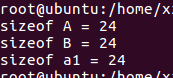 root@ubuntu:/home/x
sizeof A = 24
sizeof B = 24
sizeof a1 = 24